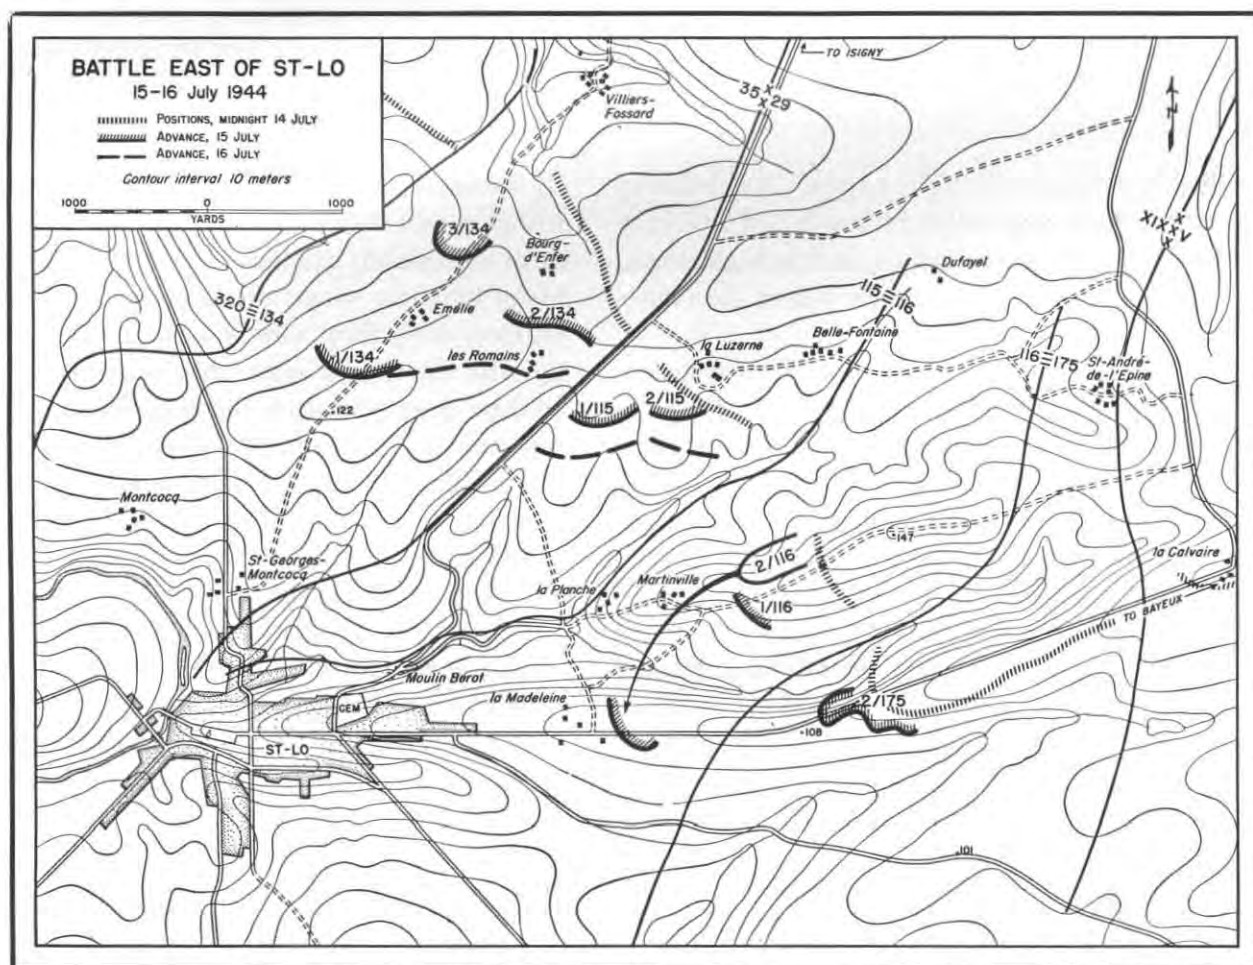 BATTLE EAST OF ST-LO
15-16 July 1944
POSITIONS, MIDNIGHT 14 JULY
ADVANCE, 15 JULY
ADVANCE, 16 JULY
Contour interval 10 meters
1000 0 1000
YARDS
TO ISIGNY
35 X X 29
Villiers-
Fossard
N
XIX X X V
3/134
Bourg-
d'Enfer
Dufayel
320 134
Emélie
2/134
115 116
1/134
les Romains
la Luzerne
Belle-Fontaine
116 175
St-André-
de-l'Epine
122
1/115
2/115
Montcocq
147
St-Georges-
Montcocq
2/116
la Calvaire
la Planche
Martinville
1/116
TO BAYEUX
Moulin Bérot
la Madeleine
2/175
CEM
108
ST-LO
101